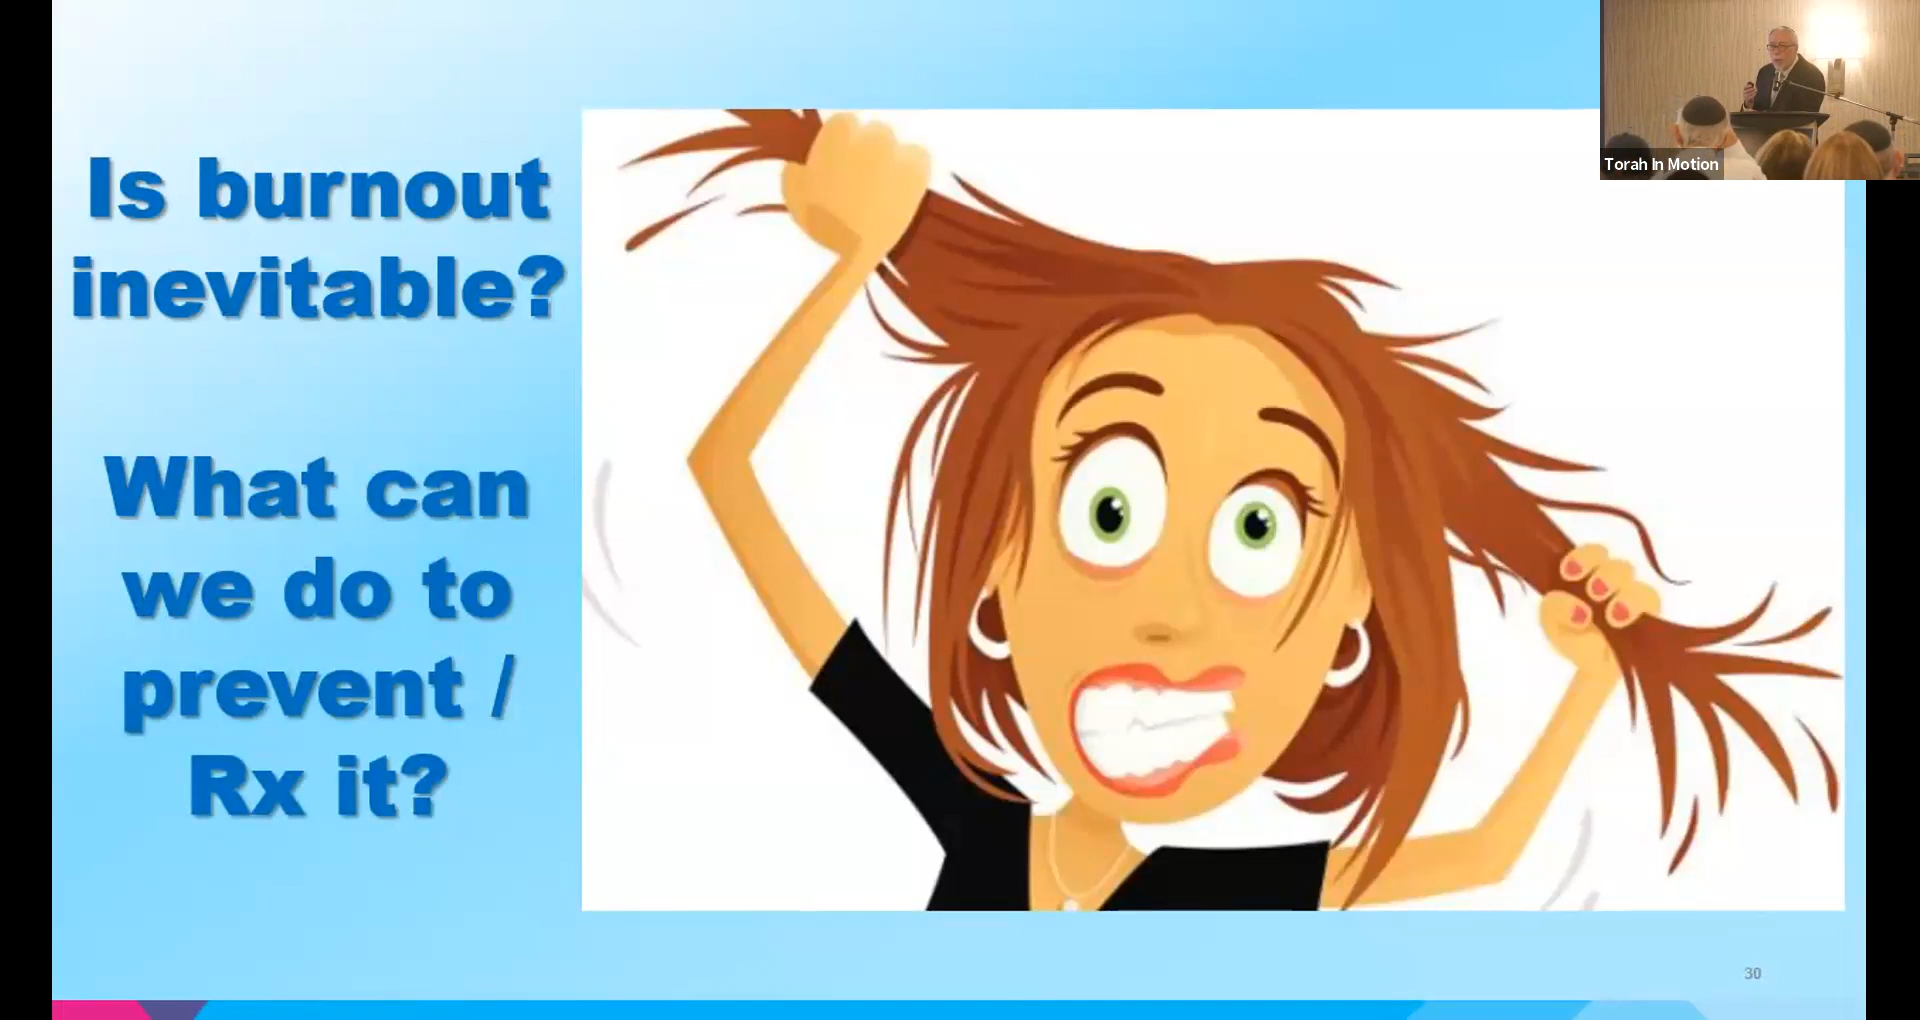 Is burnout
inevitable?
What can
we do to
prevent /
Rx it?
Torah In Motion
30